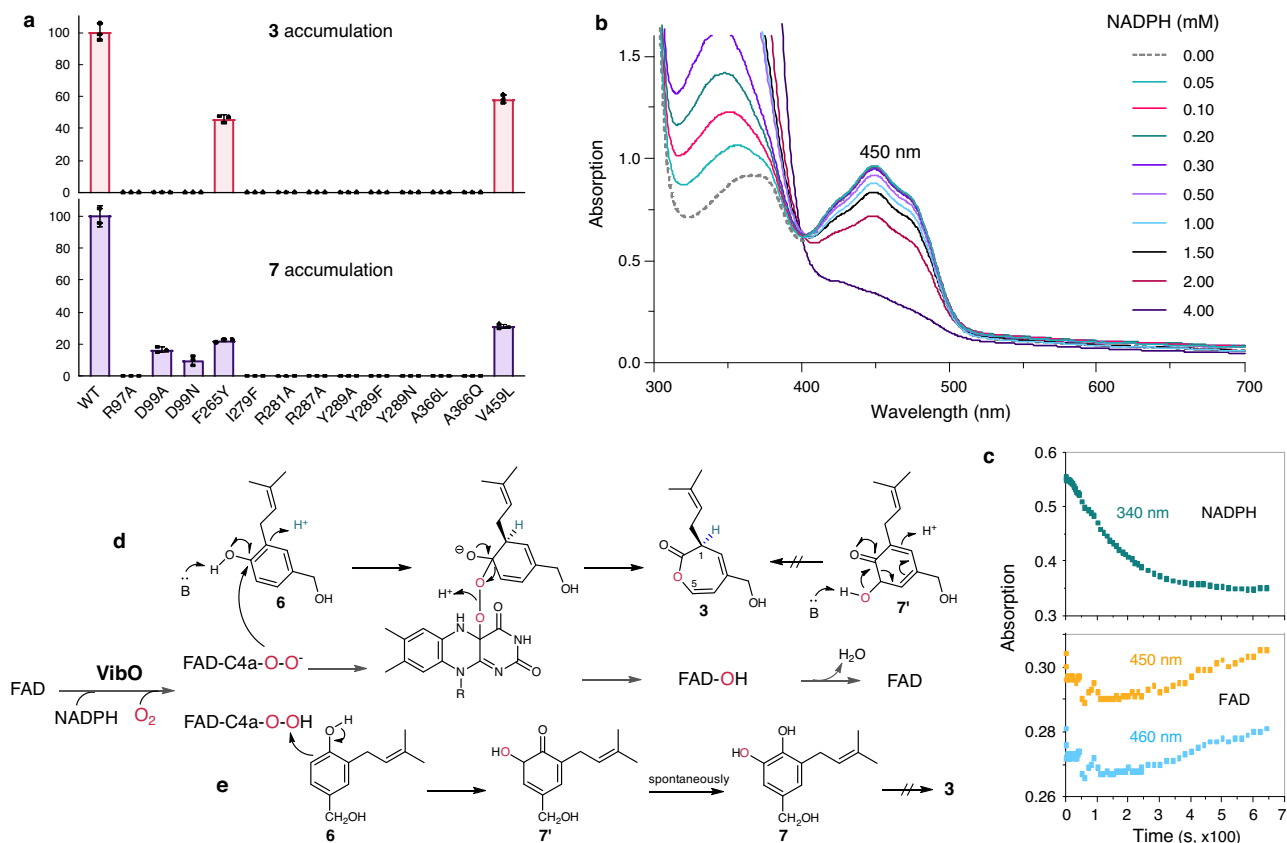 a
3 accumulation
100
80
60
40
20
0
7 accumulation
100
80
60
40
20
0
WT
R97A
D99A
D99N
F265Y
I279F
R281A
R287A
Y289A
Y289F
Y289N
A366L
A366Q
V459L
b
Absorption
1.5
1.0
0.5
0.0
450 nm
300 400 500 600 700
Wavelength (nm)
NADPH (mM)
0.00
0.05
0.10
0.20
0.30
0.50
1.00
1.50
2.00
4.00
c
Absorption
0.6
0.5
0.4
0.3
340 nm
NADPH
0.30
0.28
0.26
450 nm
FAD
460 nm
0 1 2 3 4 5 6 7
Time (s, x100)
d
H+
H
O
B
OH
6
⊖
O
H
O
H+
O
H
N
O
NH
N
N
O
R
H
O
1
O
5
OH
3
H+
O
H
O
B
OH
7'
FAD
VibO
NADPH
O2
FAD-C4a-O-O-
FAD-C4a-O-OH
FAD-OH
H2O
FAD
e
O
H
CH2OH
6
HO
O
CH2OH
7'
spontaneously
HO
OH
CH2OH
7
3